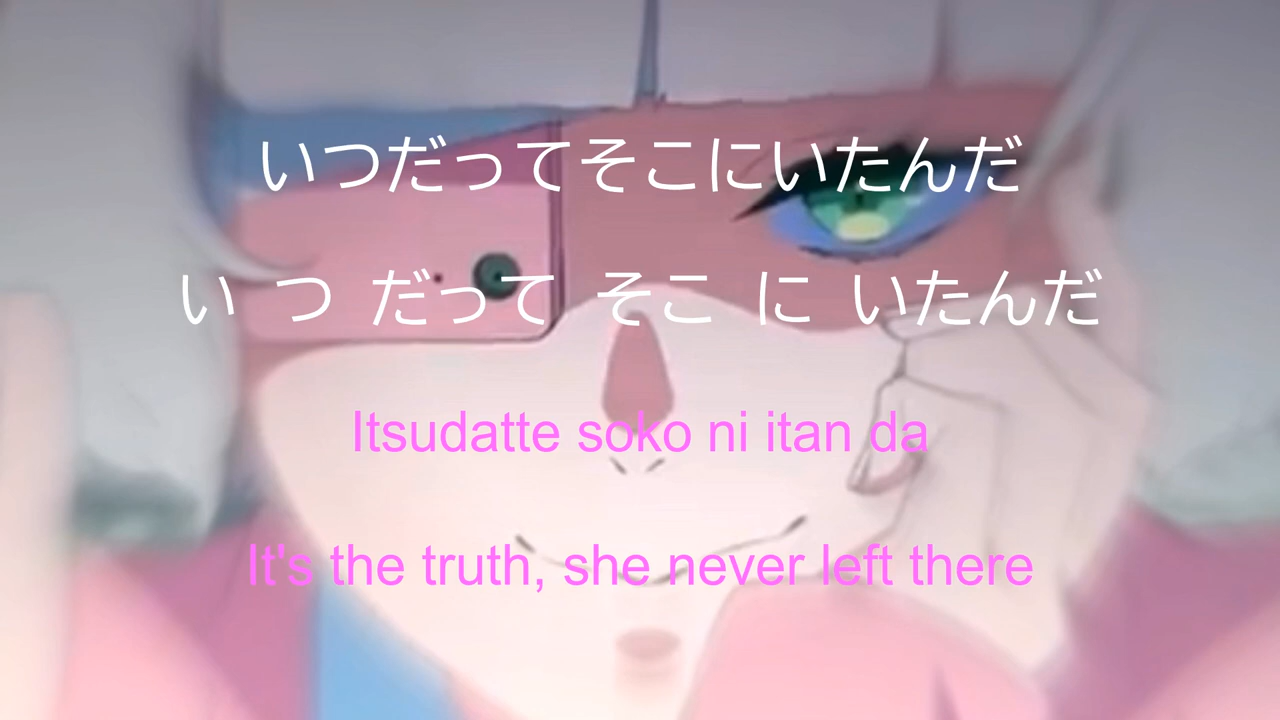 いつだってそこにいたんだ
い つ だって そこ に いたんだ
Itsudatte soko ni itan da
It's the truth, she never left there